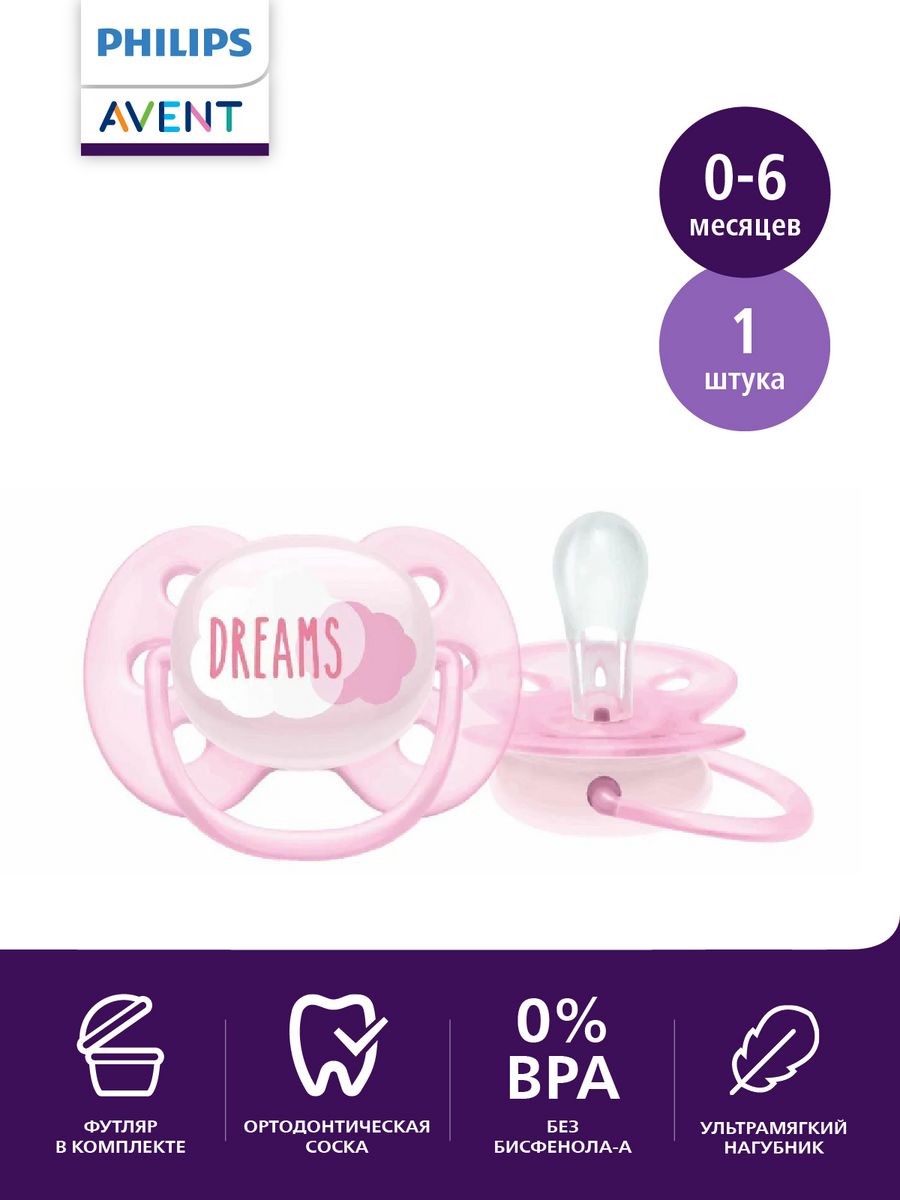 PHILIPS
AVENT
0-6
месяцев
1
штука
DREAMS
ФУТЛЯР
В КОМПЛЕКТЕ
ОРТОДОНТИЧЕСКАЯ
СОСКА
0%
BPA
БЕЗ
БИСФЕНОЛА-А
УЛЬТРАМЯГКИЙ
НАГУБНИК